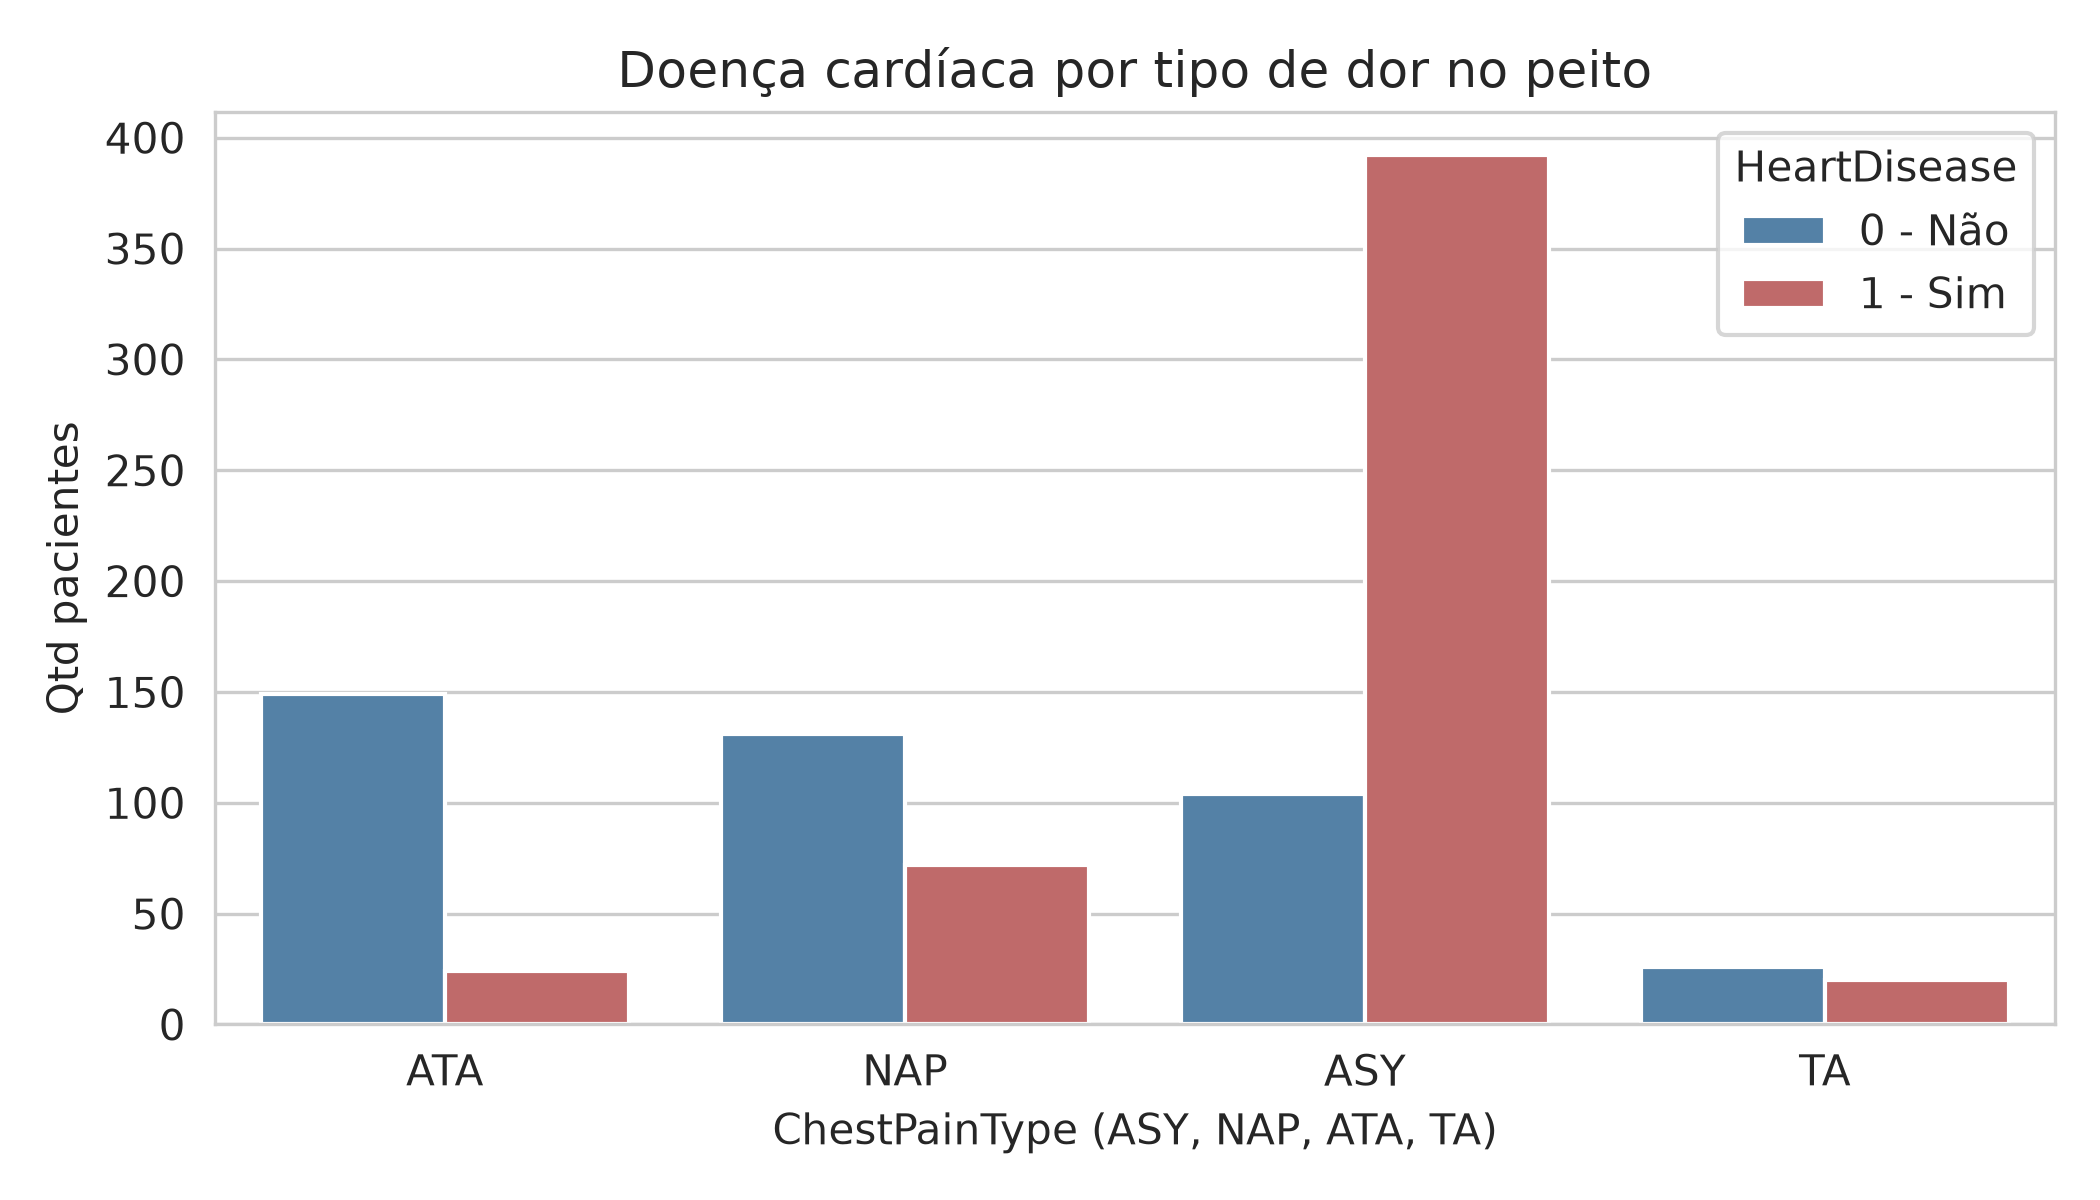 Doença cardíaca por tipo de dor no peito
HeartDisease
0 - Não
1 - Sim
Qtd pacientes
400
350
300
250
200
150
100
50
0
ATA
NAP
ASY
TA
ChestPainType (ASY, NAP, ATA, TA)